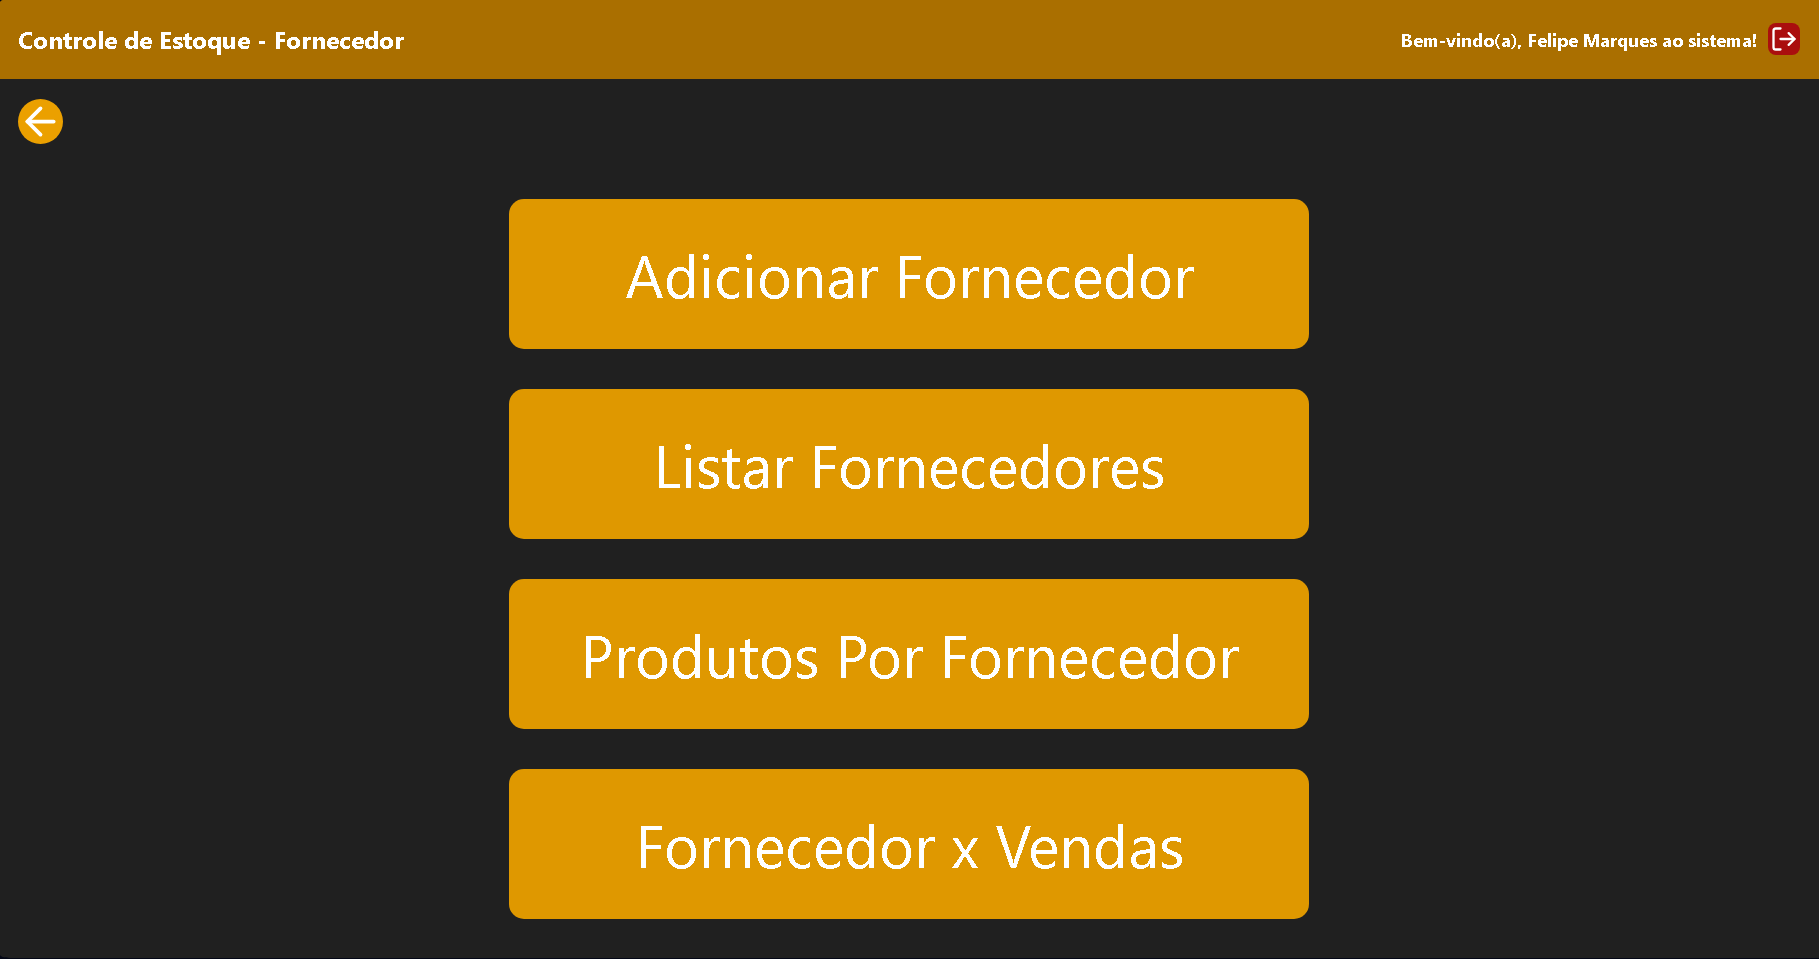 Controle de Estoque - Fornecedor
Bem-vindo(a), Felipe Marques ao sistema!
Adicionar Fornecedor
Listar Fornecedores
Produtos Por Fornecedor
Fornecedor x Vendas